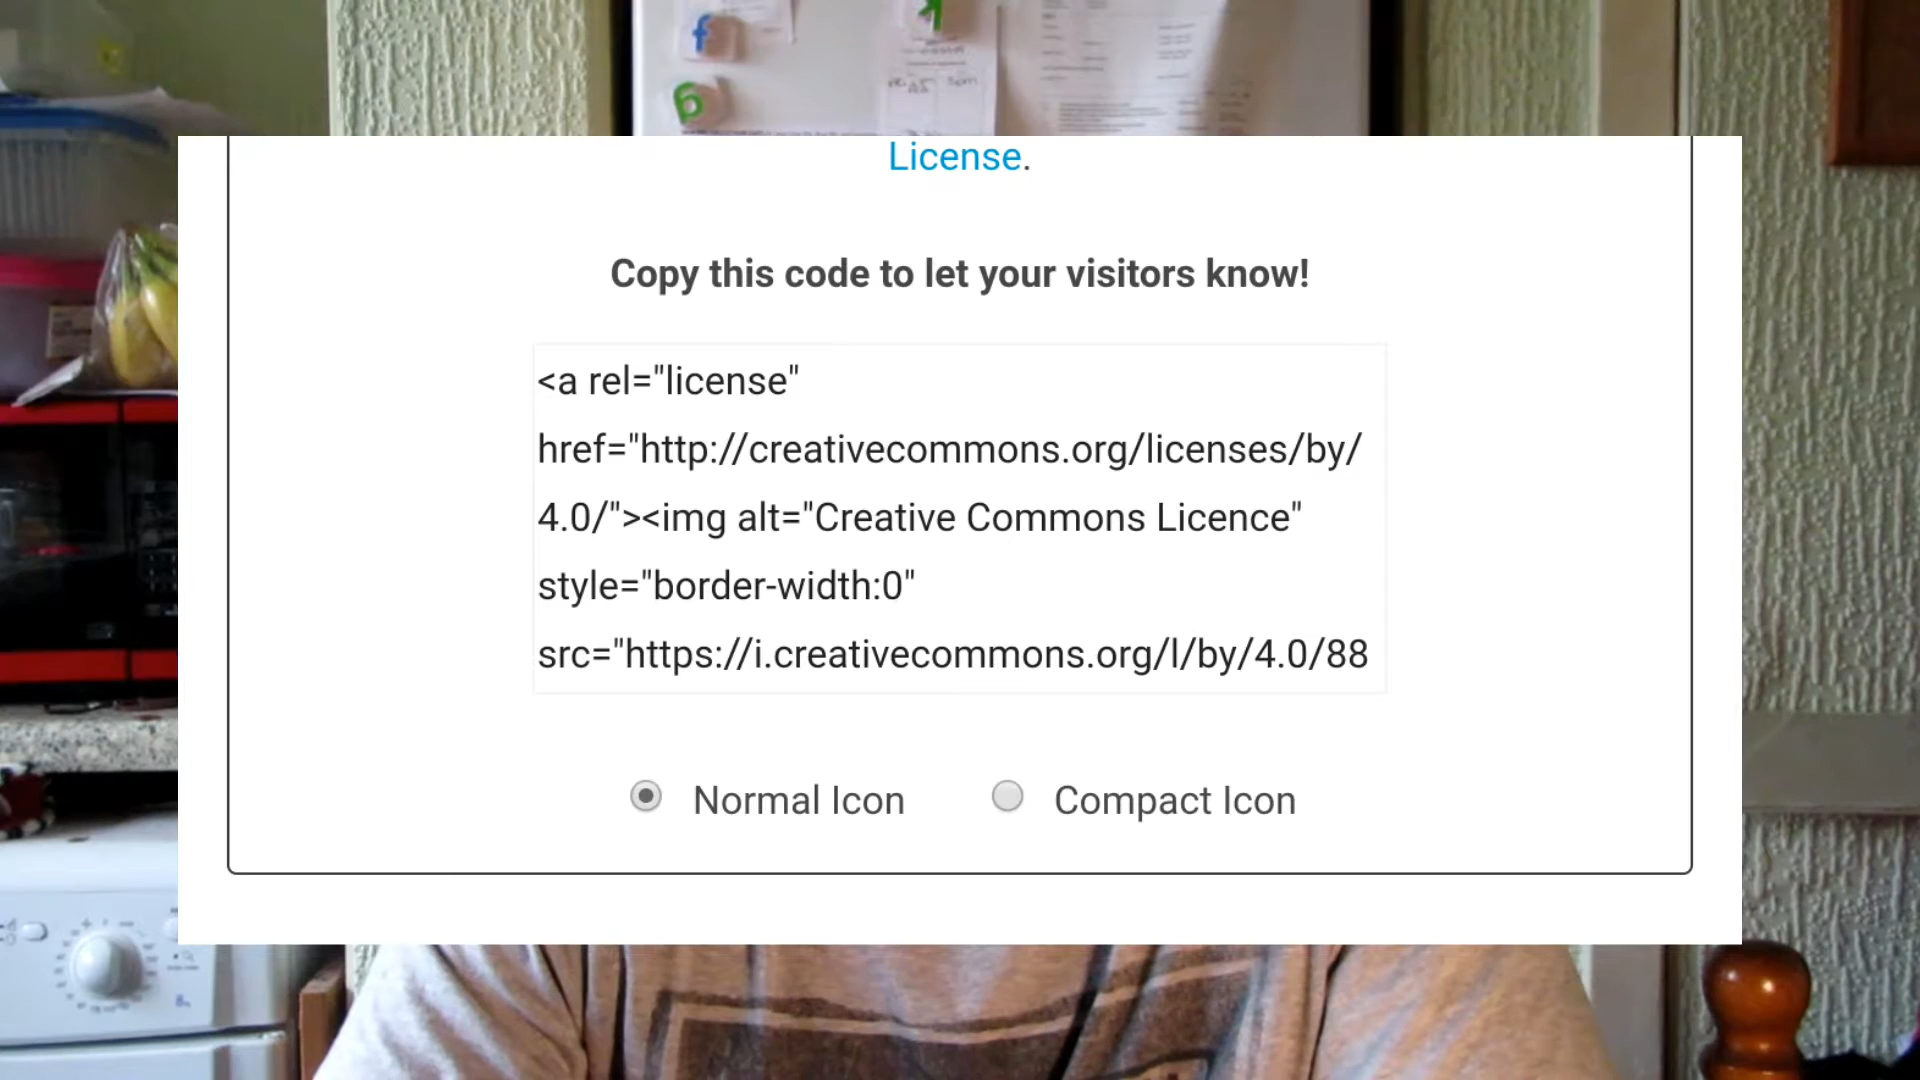 License.
Copy this code to let your visitors know!
<a rel="license"
href="http://creativecommons.org/licenses/by/
4.0/"><img alt="Creative Commons Licence"
style="border-width:0"
src="https://i.creativecommons.org/l/by/4.0/88
Normal Icon
Compact Icon